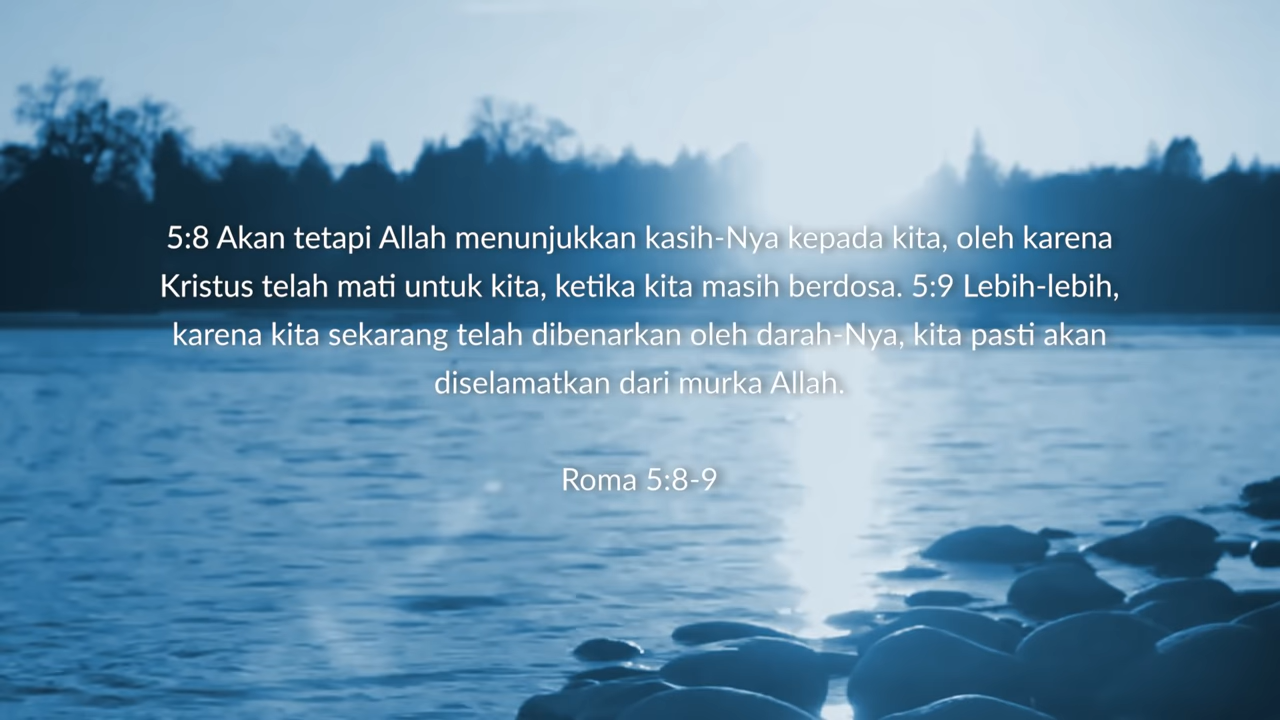 5:8 Akan tetapi Allah menunjukkan kasih-Nya kepada kita, oleh karena
Kristus telah mati untuk kita, ketika kita masih berdosa. 5:9 Lebih-lebih,
karena kita sekarang telah dibenarkan oleh darah-Nya, kita pasti akan
diselamatkan dari murka Allah.
Roma 5:8-9